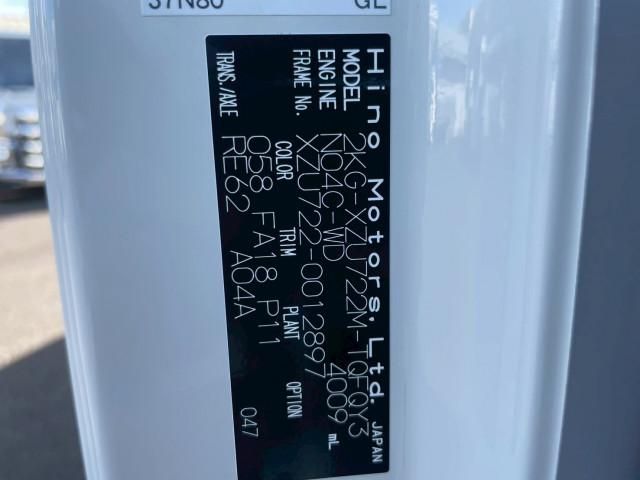 37N80 GL
Hino Motors, Ltd. JAPAN
MODEL 2KG-XZU722M-TQFQY3
ENGINE N04C-WD 4009 mL
FRAME No. XZU722-0012897
COLOR TRIM PLANT OPTION
058 FA18 P11
TRANS./AXLE RE62 A04A
047